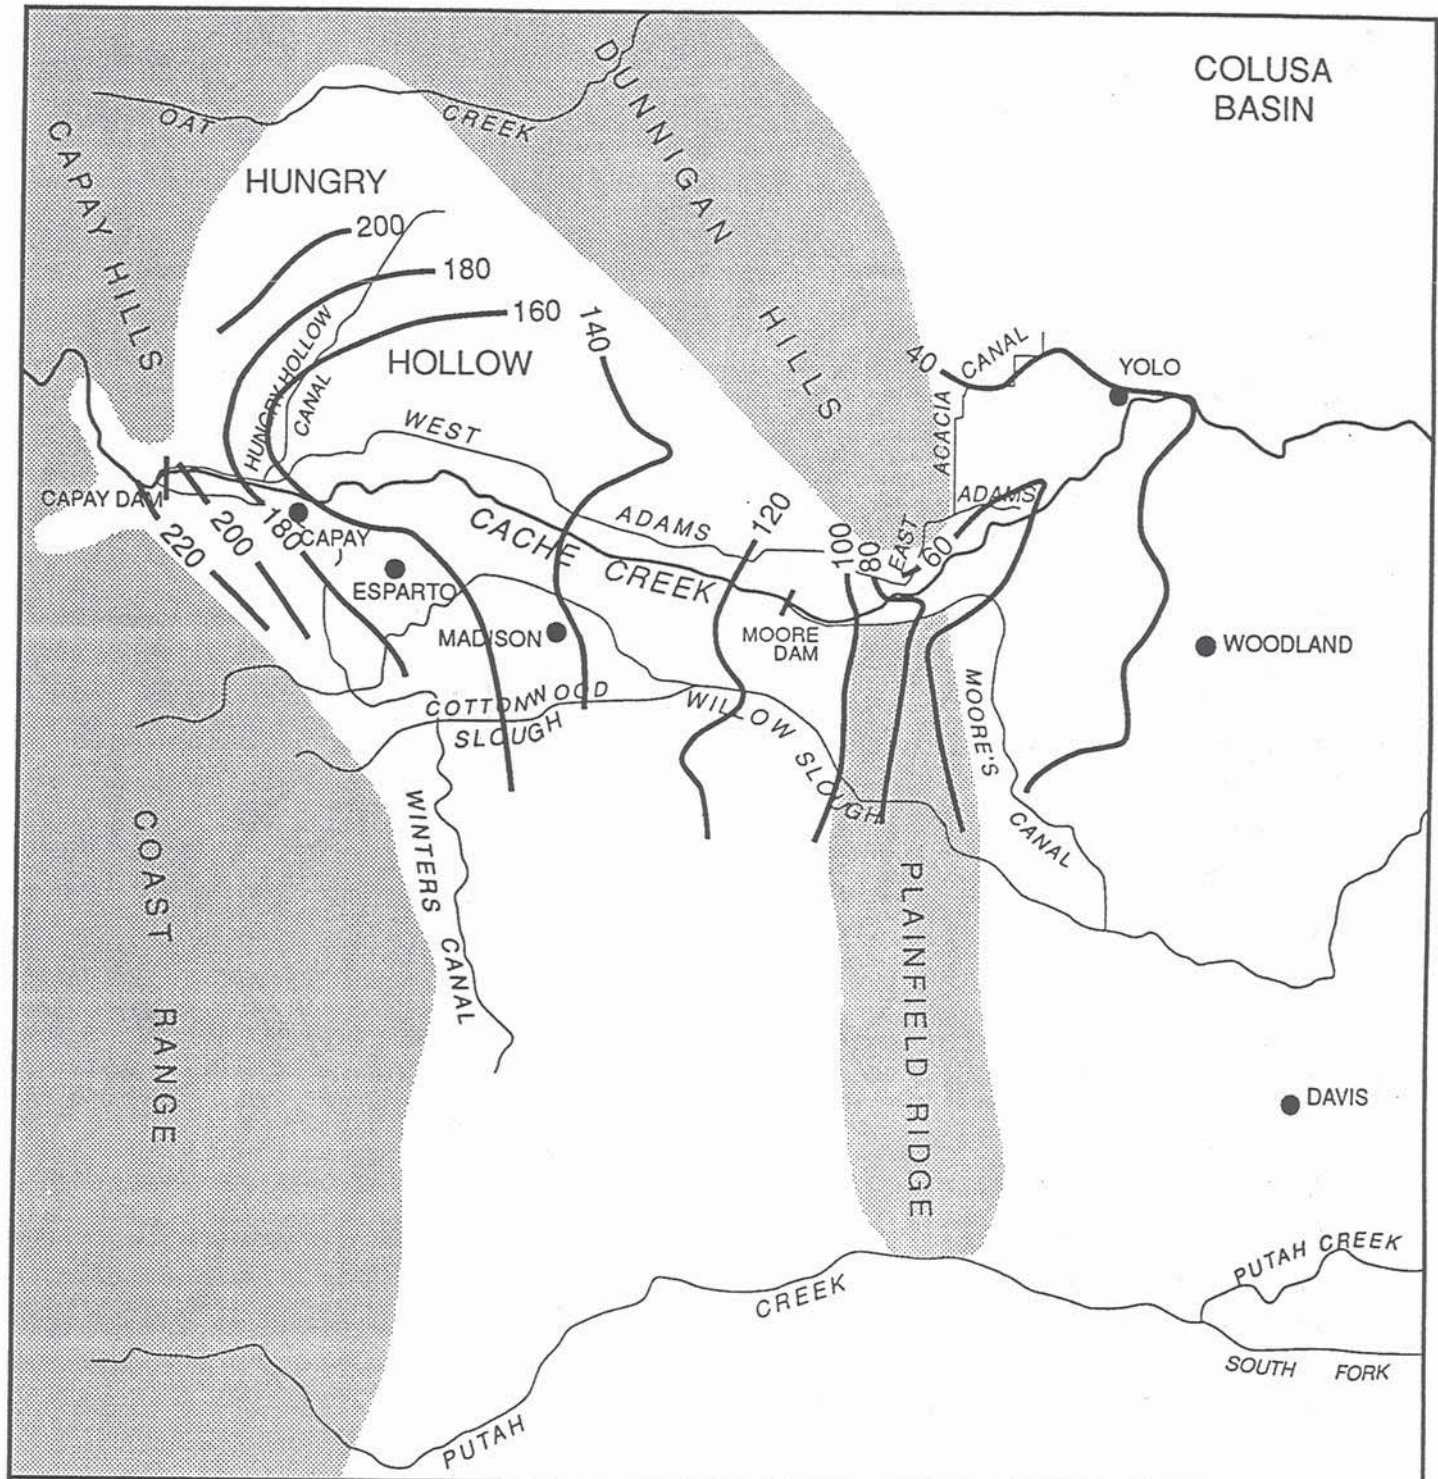 COLUSA
BASIN
OAT
CREEK
DUNNIGAN
HILLS
CAPAY HILLS
HUNGRY
HOLLOW
200
180
160
140
HUNGRY HOLLOW
CANAL
WEST
ADAMS
40
CANAL
ACACIA
YOLO
ADAMS
EAST
60
80
100
120
CAPAY DAM
220
200
180
CAPAY
ESPARTO
MADISON
CACHE
CREEK
MOORE
DAM
WOODLAND
COTTONWOOD
SLOUGH
WILLOW SLOUGH
MOORE'S
CANAL
WINTERS CANAL
COAST RANGE
PLAINFIELD RIDGE
DAVIS
PUTAH CREEK
SOUTH FORK
PUTAH
CREEK